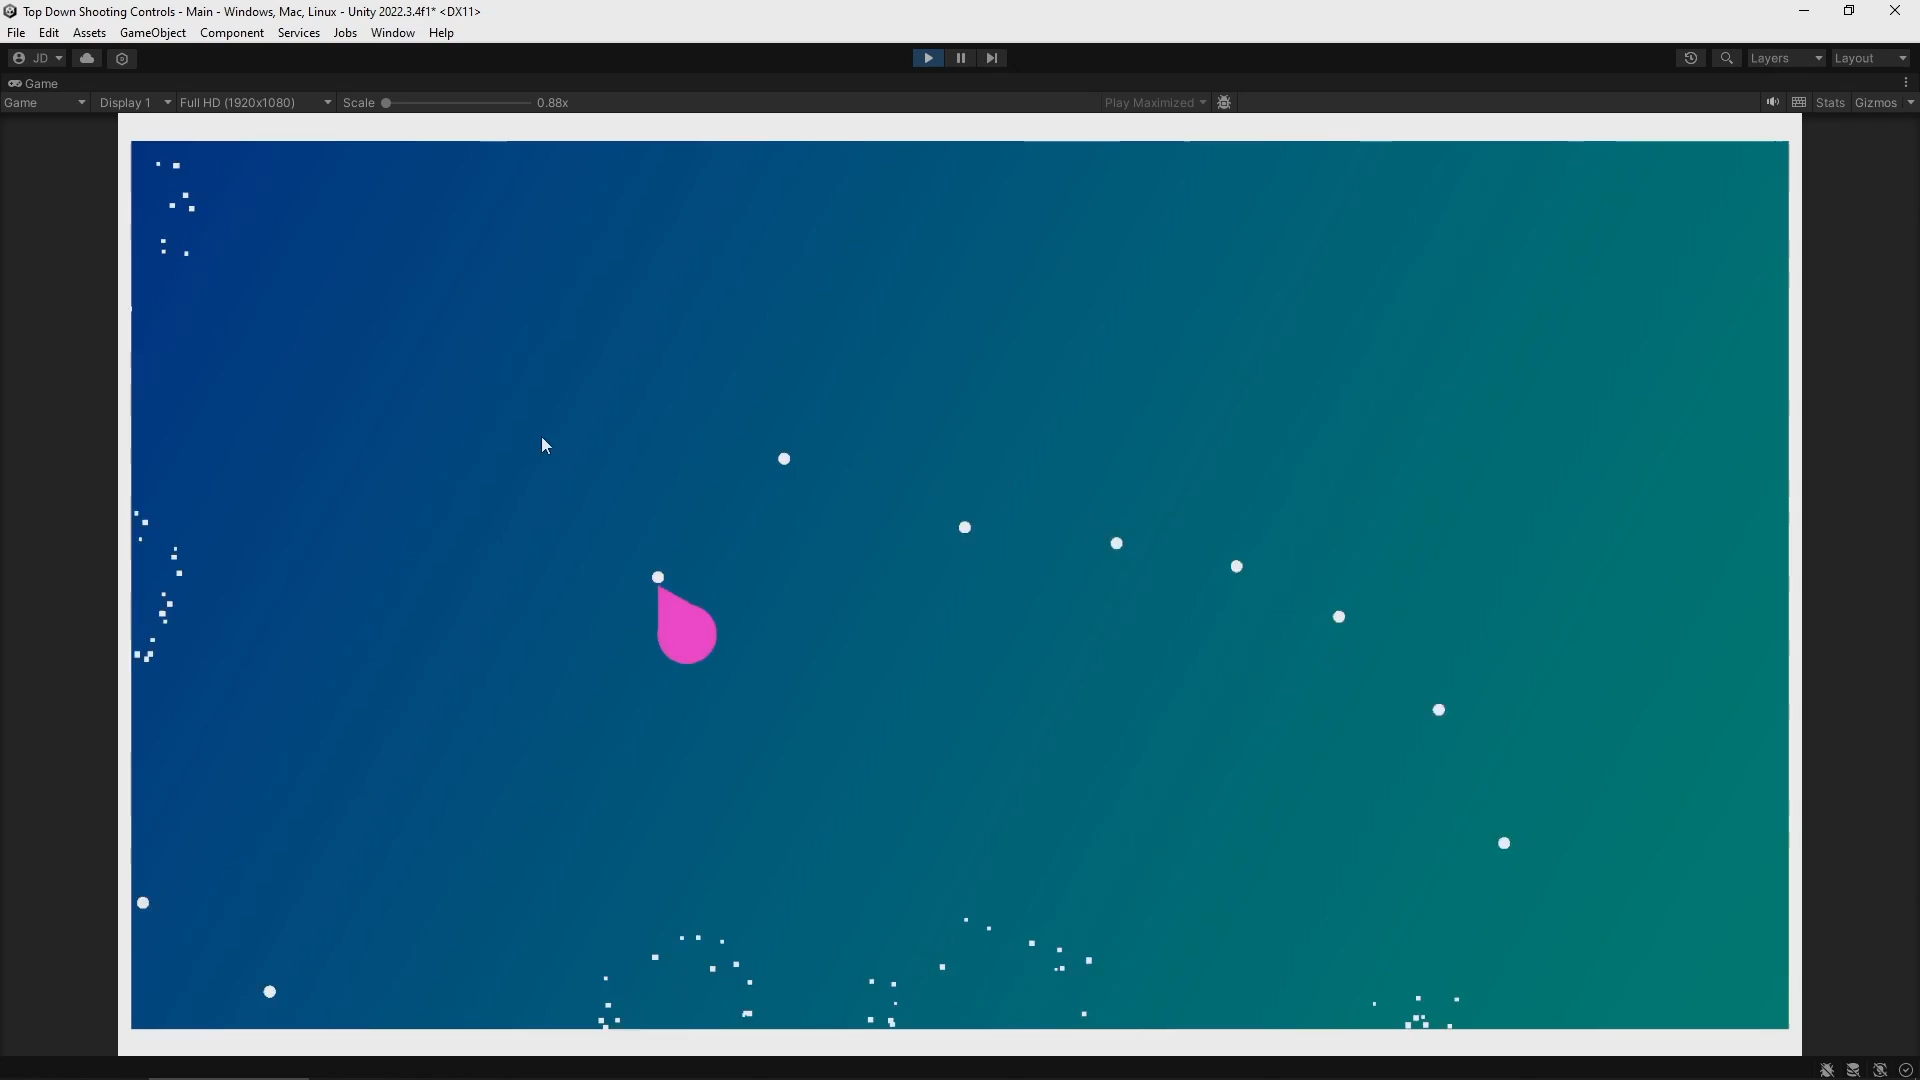 Top Down Shooting Controls - Main - Windows, Mac, Linux - Unity 2022.3.4f1* <DX11>
File Edit Assets GameObject Component Services Jobs Window Help
JD Layers Layout
Game
Game Display 1 Full HD (1920x1080) Scale 0.88x Play Maximized Stats Gizmos